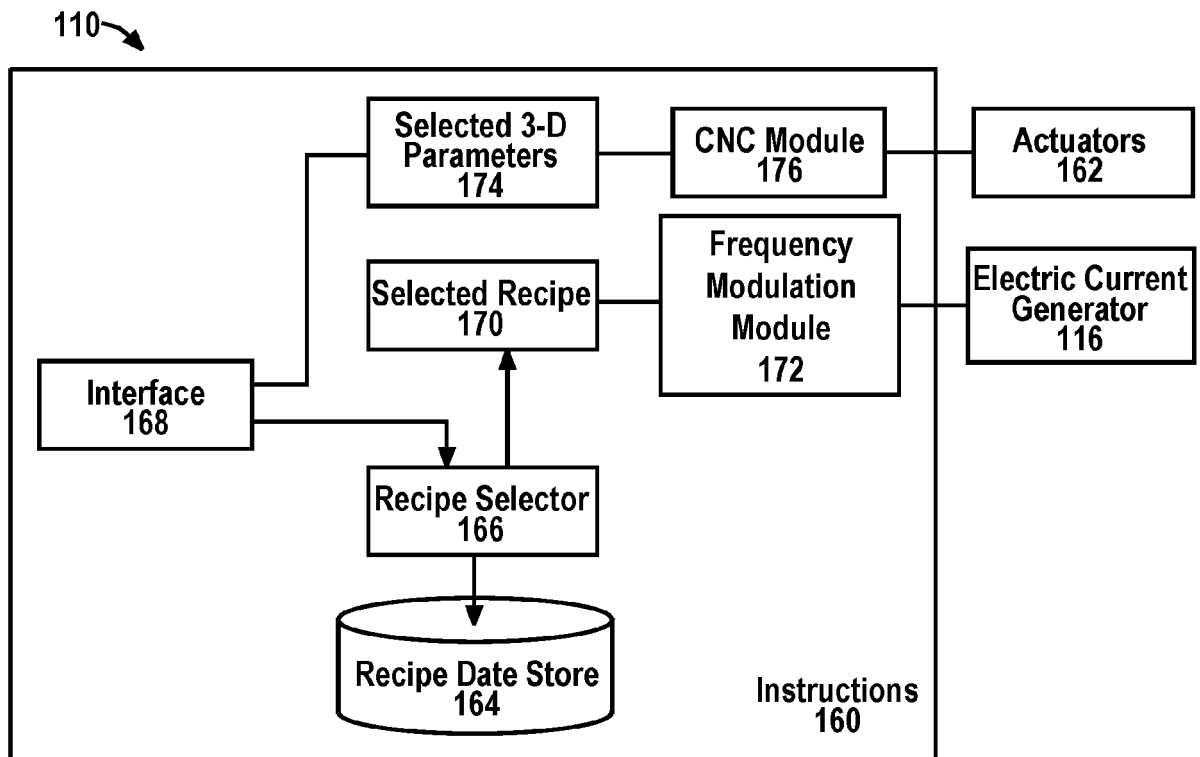 110
Selected 3-D
Parameters
174
CNC Module
176
Actuators
162
Selected Recipe
170
Frequency
Modulation
Module
172
Electric Current
Generator
116
Interface
168
Recipe Selector
166
Recipe Date Store
164
Instructions
160